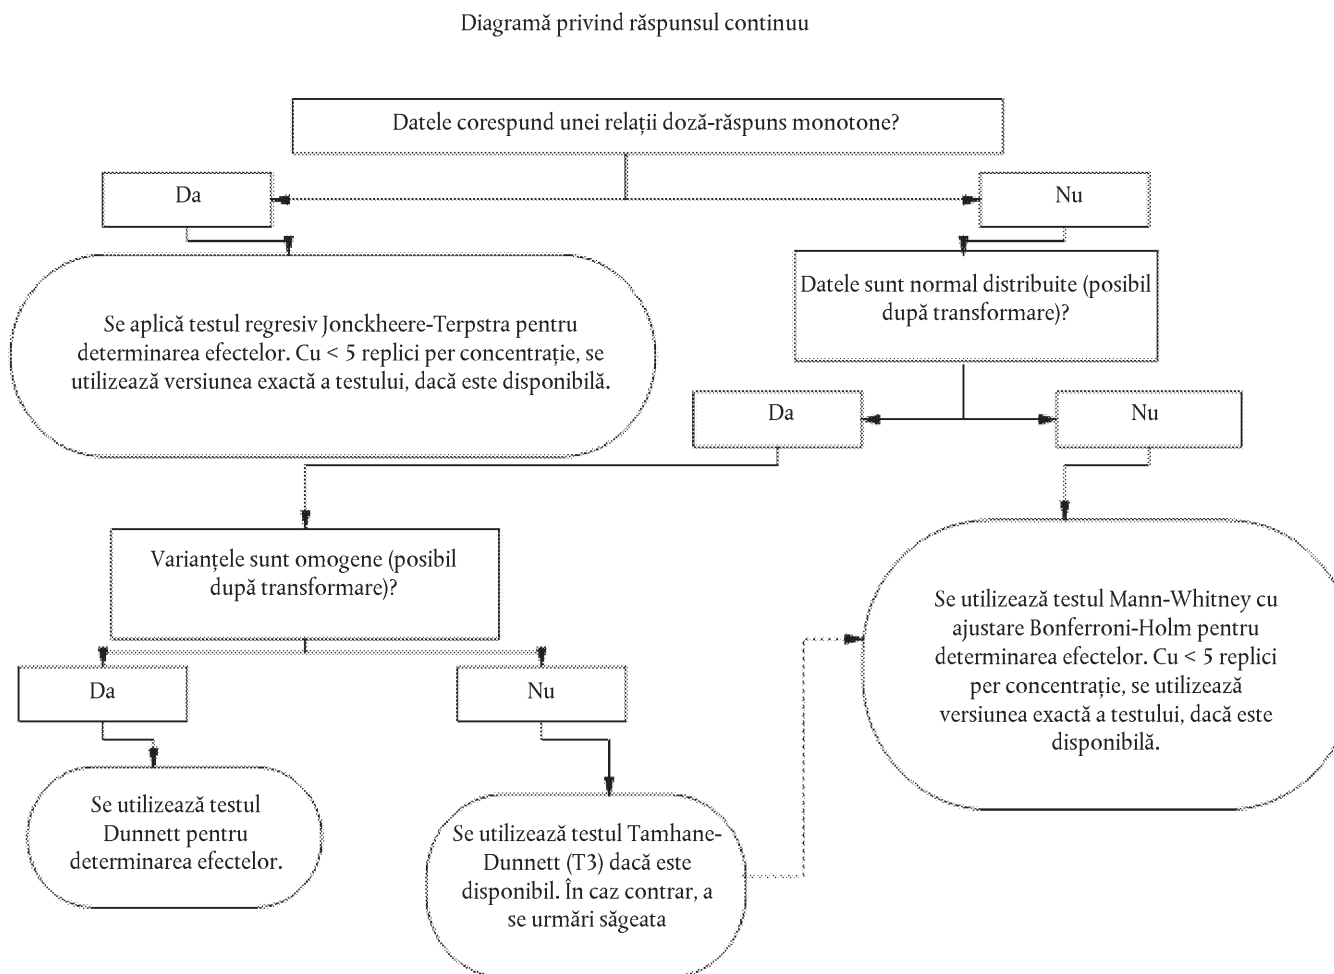 Diagramă privind răspunsul continuu
Datele corespund unei relații doză-răspuns monotone?
Da
Nu
Se aplică testul regresiv Jonckheere-Terpstra pentru
determinarea efectelor. Cu < 5 replici per concentrație, se
utilizează versiunea exactă a testului, dacă este disponibilă.
Datele sunt normal distribuite (posibil
după transformare)?
Da
Nu
Varianțele sunt omogene (posibil
după transformare)?
Se utilizează testul Mann-Whitney cu
ajustare Bonferroni-Holm pentru
determinarea efectelor. Cu < 5 replici
per concentrație, se utilizează
versiunea exactă a testului, dacă este
disponibilă.
Da
Nu
Se utilizează testul
Dunnett pentru
determinarea efectelor.
Se utilizează testul Tamhane-
Dunnett (T3) dacă este
disponibil. În caz contrar, a
se urmări săgeata